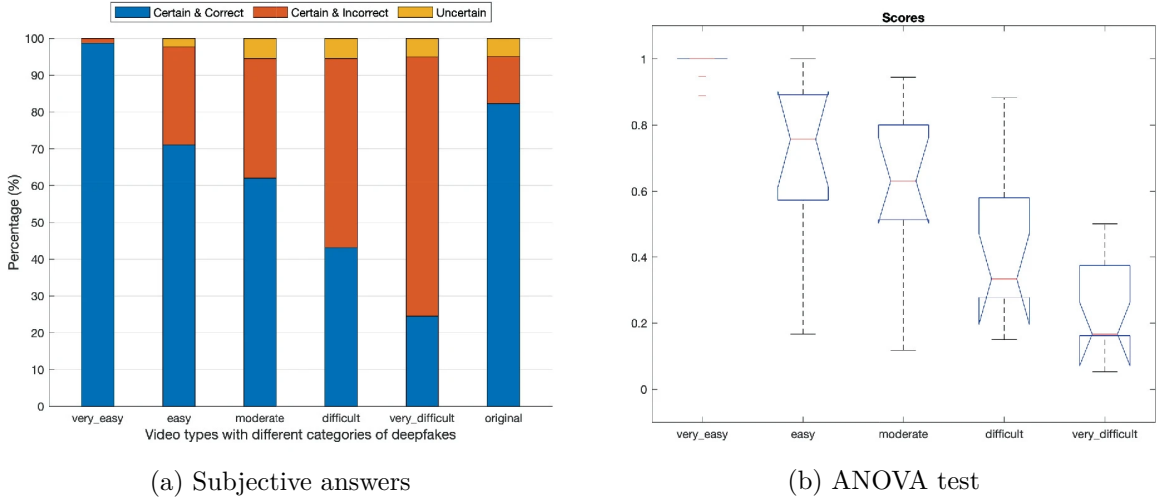 Certain & Correct Certain & Incorrect Uncertain
100
90
80
70
60
50
40
30
20
10
0
Percentage (%)
very_easy easy moderate difficult very_difficult original
Video types with different categories of deepfakes
(a) Subjective answers
Scores
1
0.8
0.6
0.4
0.2
0
very_easy easy moderate difficult very_difficult
(b) ANOVA test